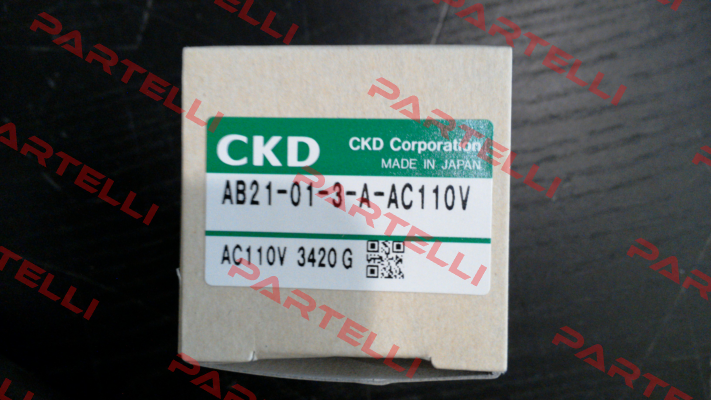 CKD
CKD Corporation
MADE IN JAPAN
AB21-01-3-A-AC110V
AC110V 3420G
PARTELLI
PARTELLI
PARTELLI
PARTELLI
PARTELLI
PARTELLI
PARTELLI
PARTELLI